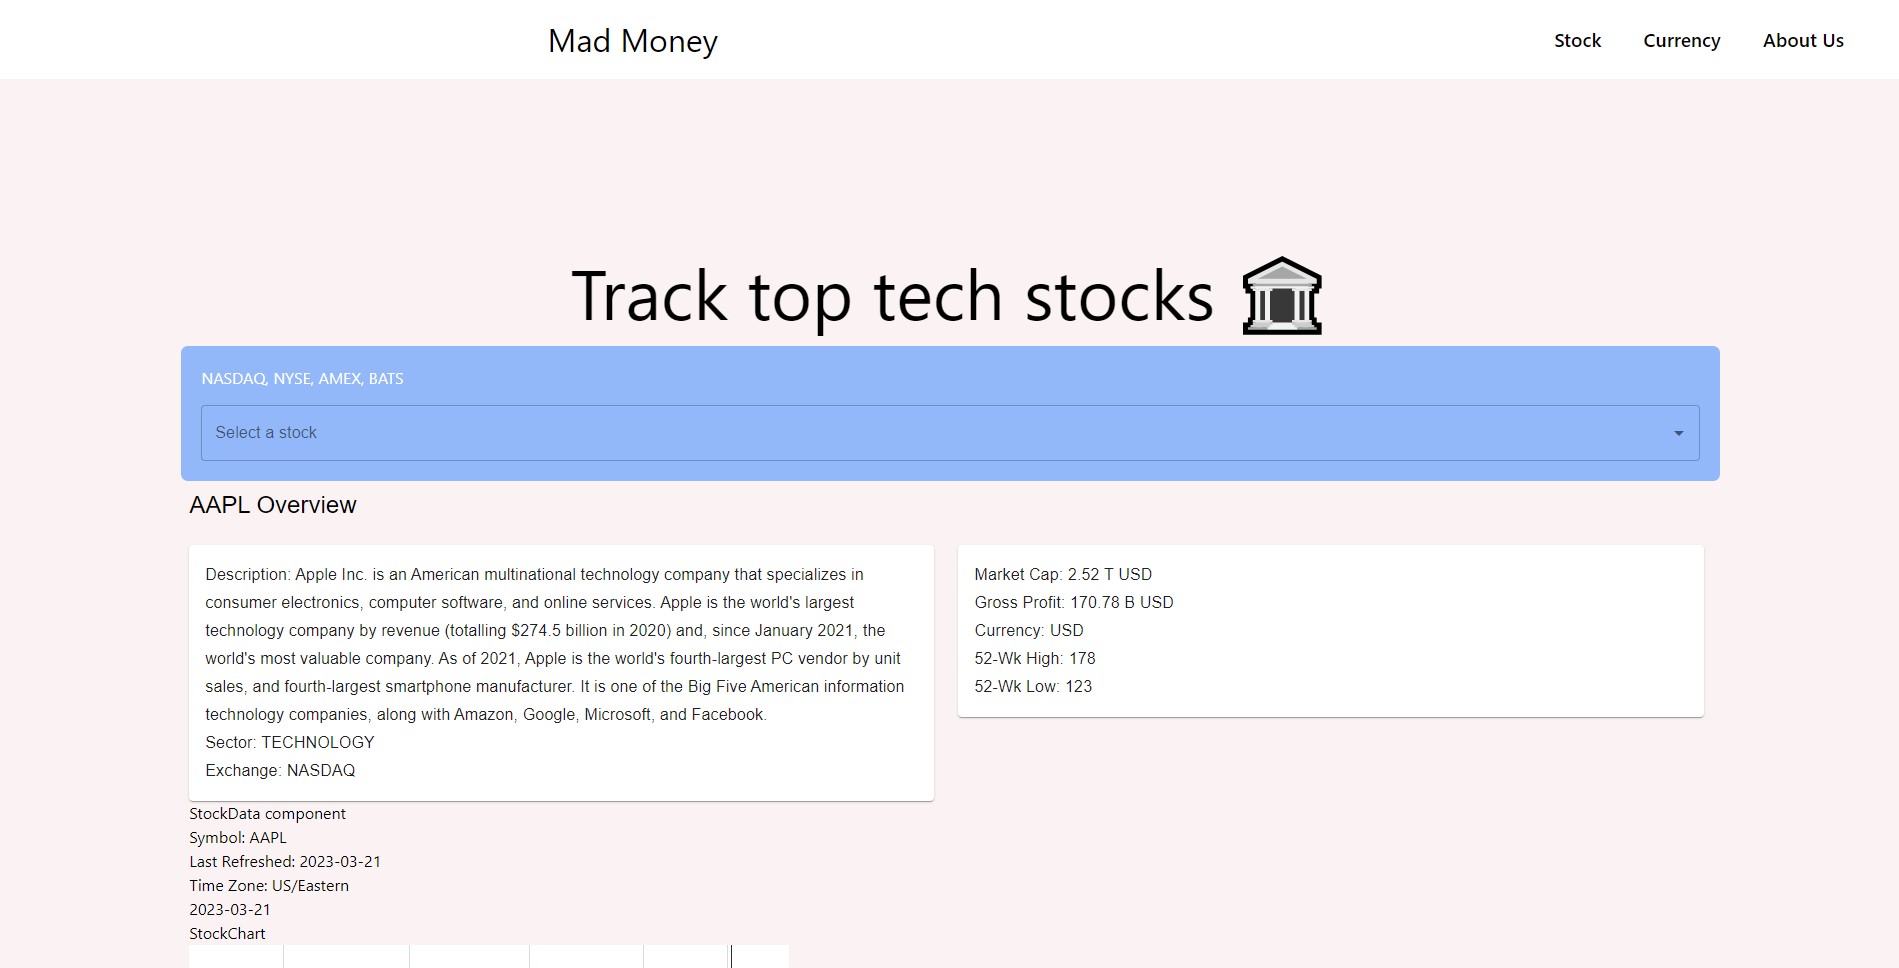 Mad Money
Stock
Currency
About Us
Track top tech stocks
NASDAQ, NYSE, AMEX, BATS
Select a stock
AAPL Overview
Description: Apple Inc. is an American multinational technology company that specializes in
consumer electronics, computer software, and online services. Apple is the world's largest
technology company by revenue (totalling $274.5 billion in 2020) and, since January 2021, the
world's most valuable company. As of 2021, Apple is the world's fourth-largest PC vendor by unit
sales, and fourth-largest smartphone manufacturer. It is one of the Big Five American information
technology companies, along with Amazon, Google, Microsoft, and Facebook.
Sector: TECHNOLOGY
Exchange: NASDAQ
Market Cap: 2.52 T USD
Gross Profit: 170.78 B USD
Currency: USD
52-Wk High: 178
52-Wk Low: 123
StockData component
Symbol: AAPL
Last Refreshed: 2023-03-21
Time Zone: US/Eastern
2023-03-21
StockChart